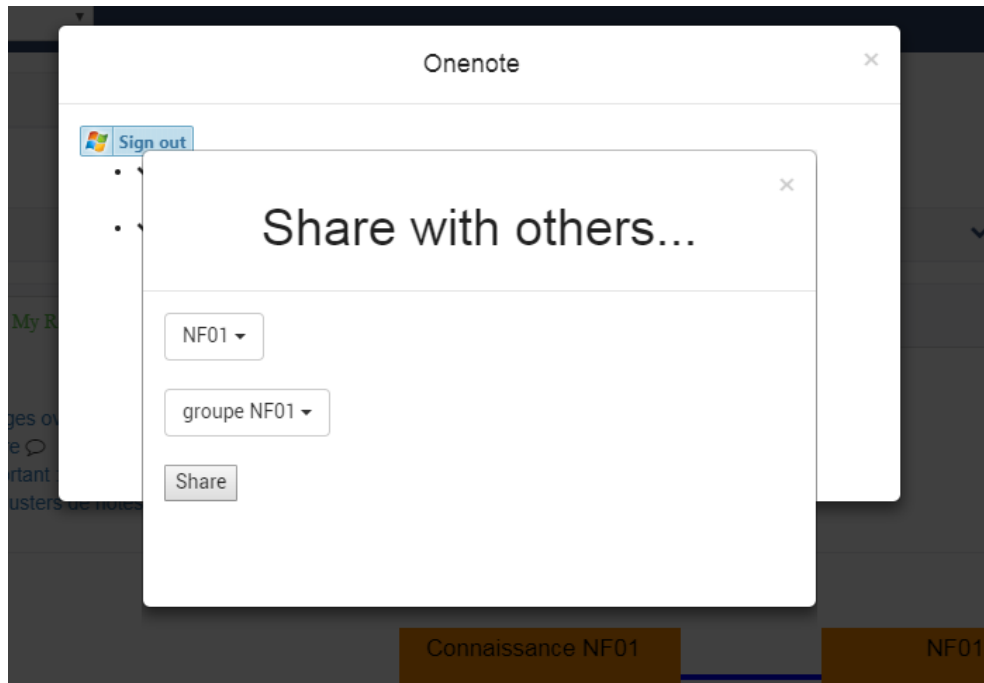 Onenote
×
Sign out
×
Share with others...
My R
NF01
groupe NF01
ges ov
re
rtant :
Share
usters de notes
Connaissance NF01
NF01